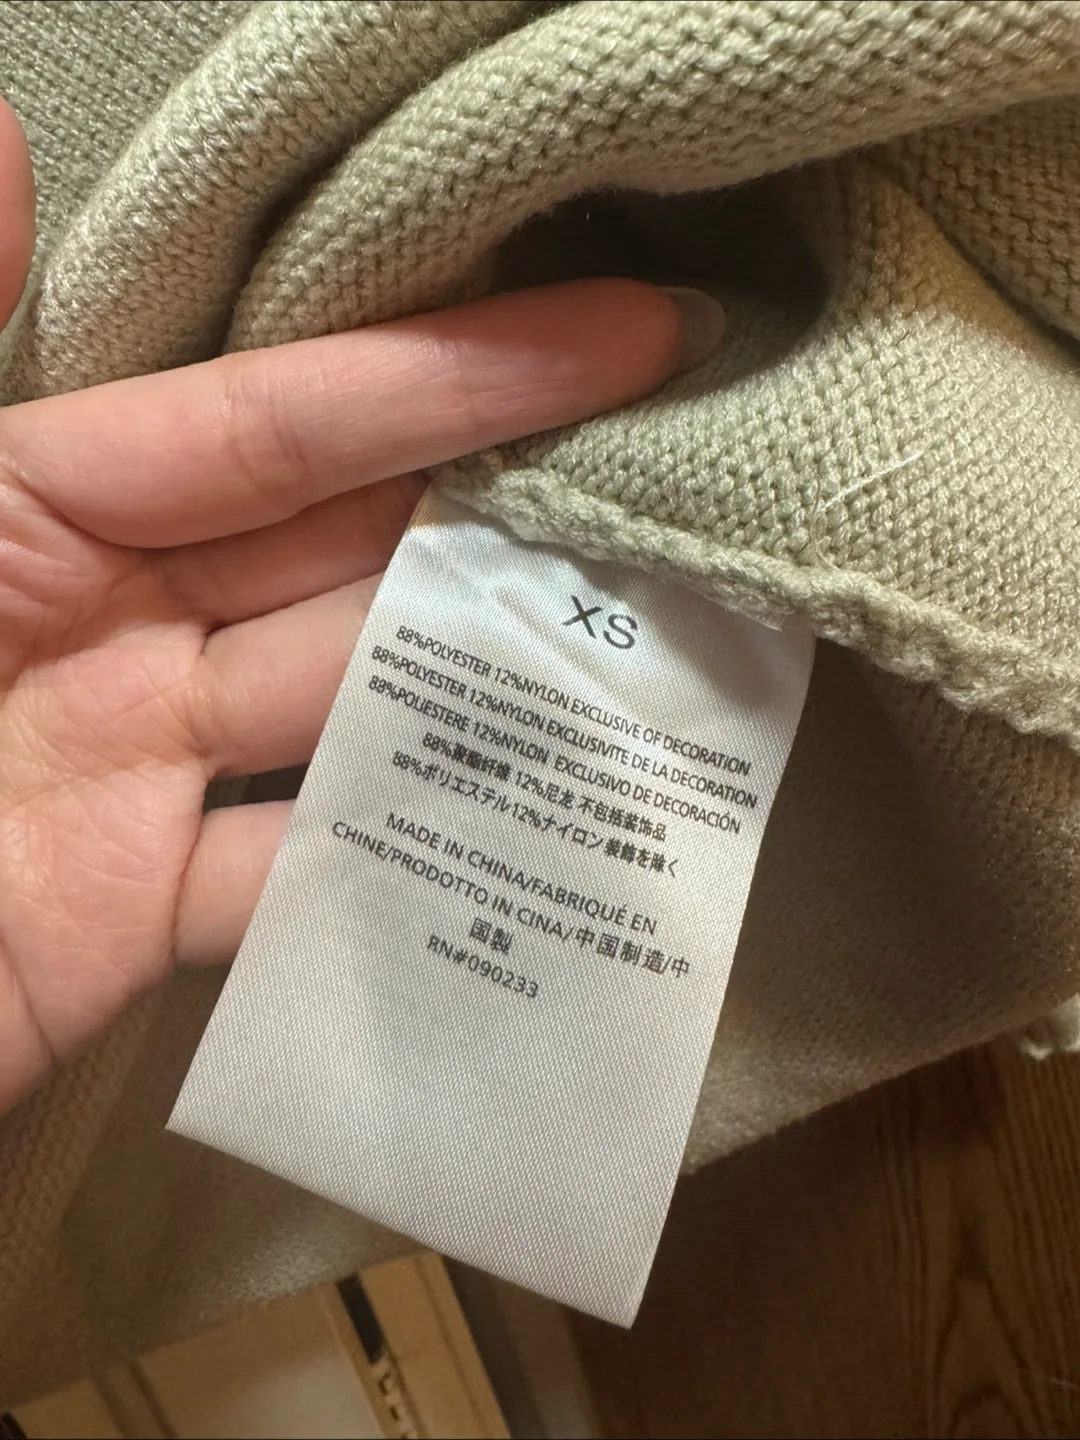 XS
88%POLYESTER 12%NYLON EXCLUSIVE OF DECORATION
88%POLYESTER 12%NYLON EXCLUSIVITE DE LA DECORATION
88%POLIESTERE 12%NYLON EXCLUSIVO DE DECORACIÓN
88%聚酯纤维 12%尼龙 不包括装饰品
88%ポリエステル12%ナイロン 装飾を除く
MADE IN CHINA/FABRIQUÉ EN
CHINE/PRODOTTO IN CINA/中国制造/中
国製
RN#090233